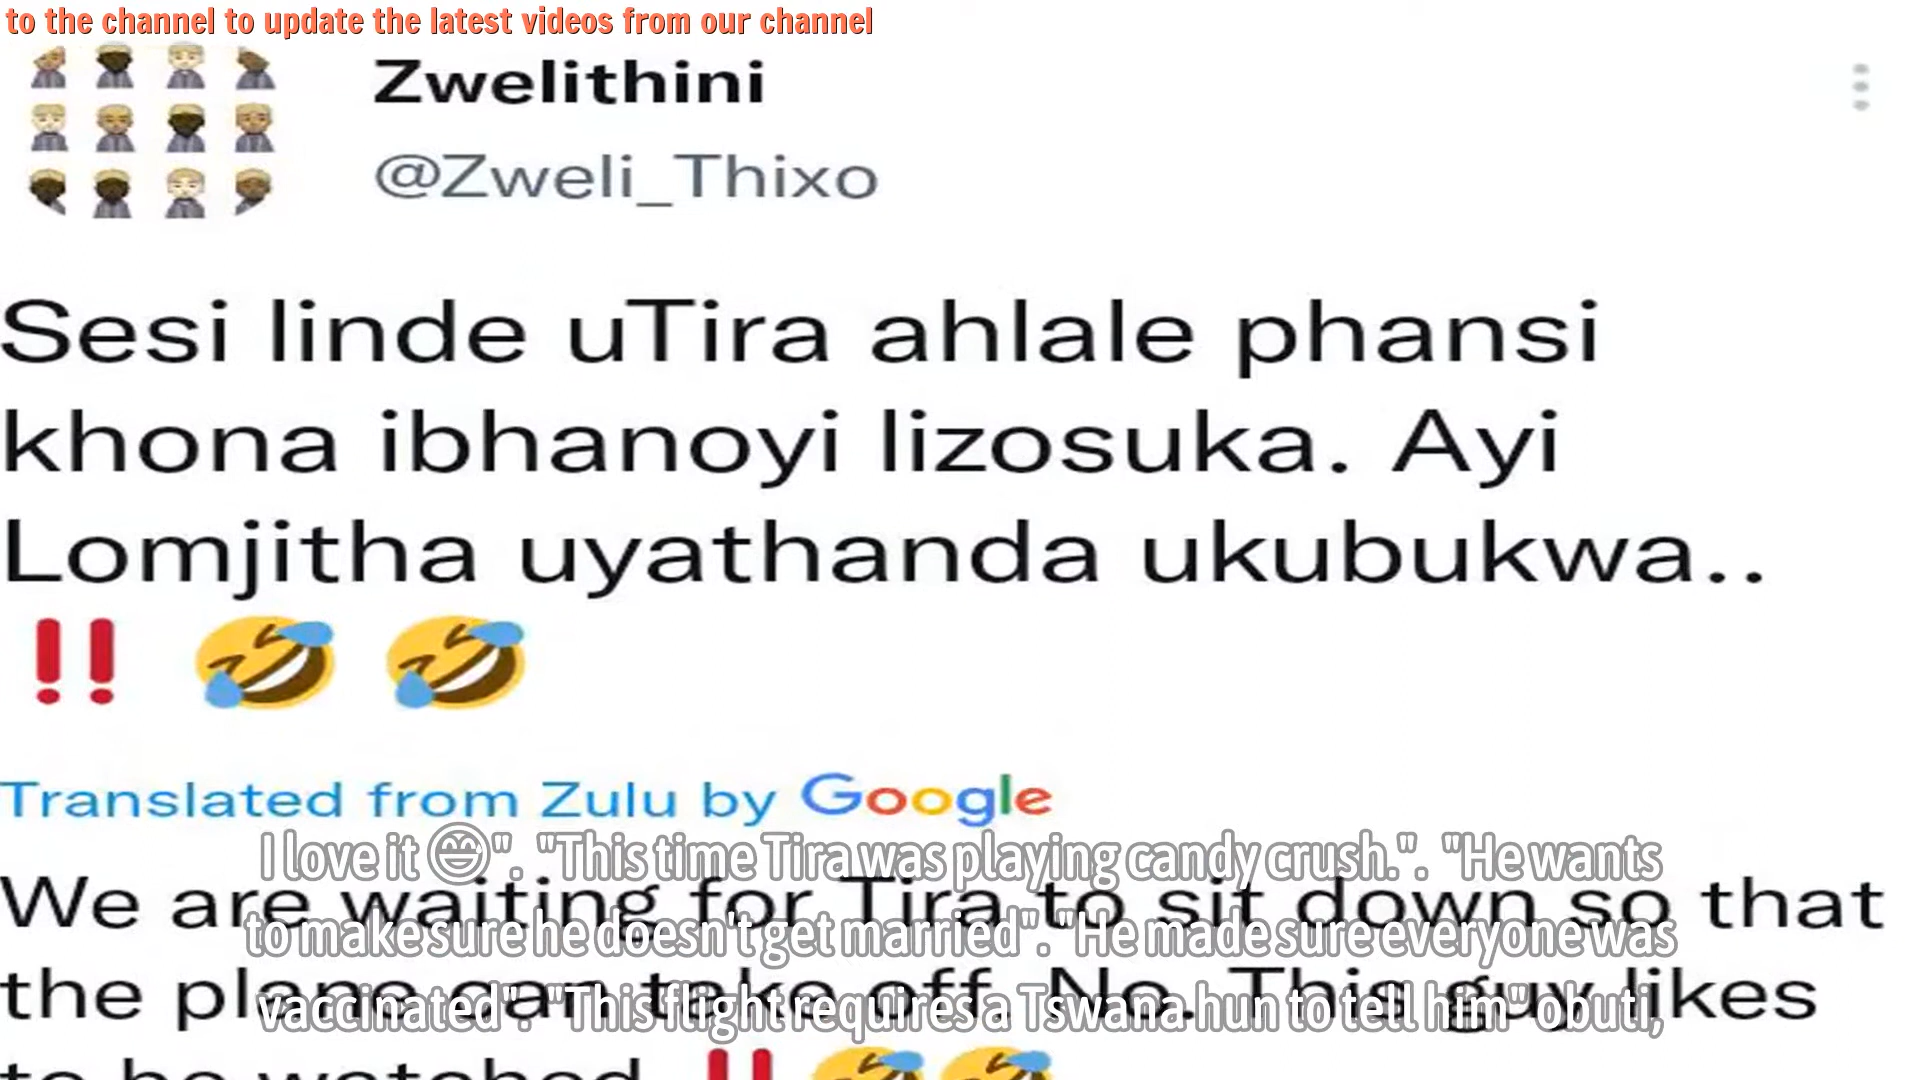 to the channel to update the latest videos from our channel
Zwelithini
@Zweli_Thixo
Sesi linde uTira ahlale phansi
khona ibhanoyi lizosuka. Ayi
Lomjitha uyathanda ukubukwa..
‼️ 🤣 🤣
Translated from Zulu by Google
I love it 😅". "This time Tira was playing candy crush.". "He wants
We are waiting for Tira to sit down so that
to make sure he doesn't get married". "He made sure everyone was
the plane can take off. No. This guy likes
vaccinated". "This flight requires a Tswana hun to tell him" obuti,
to be watched. ‼️🤣🤣